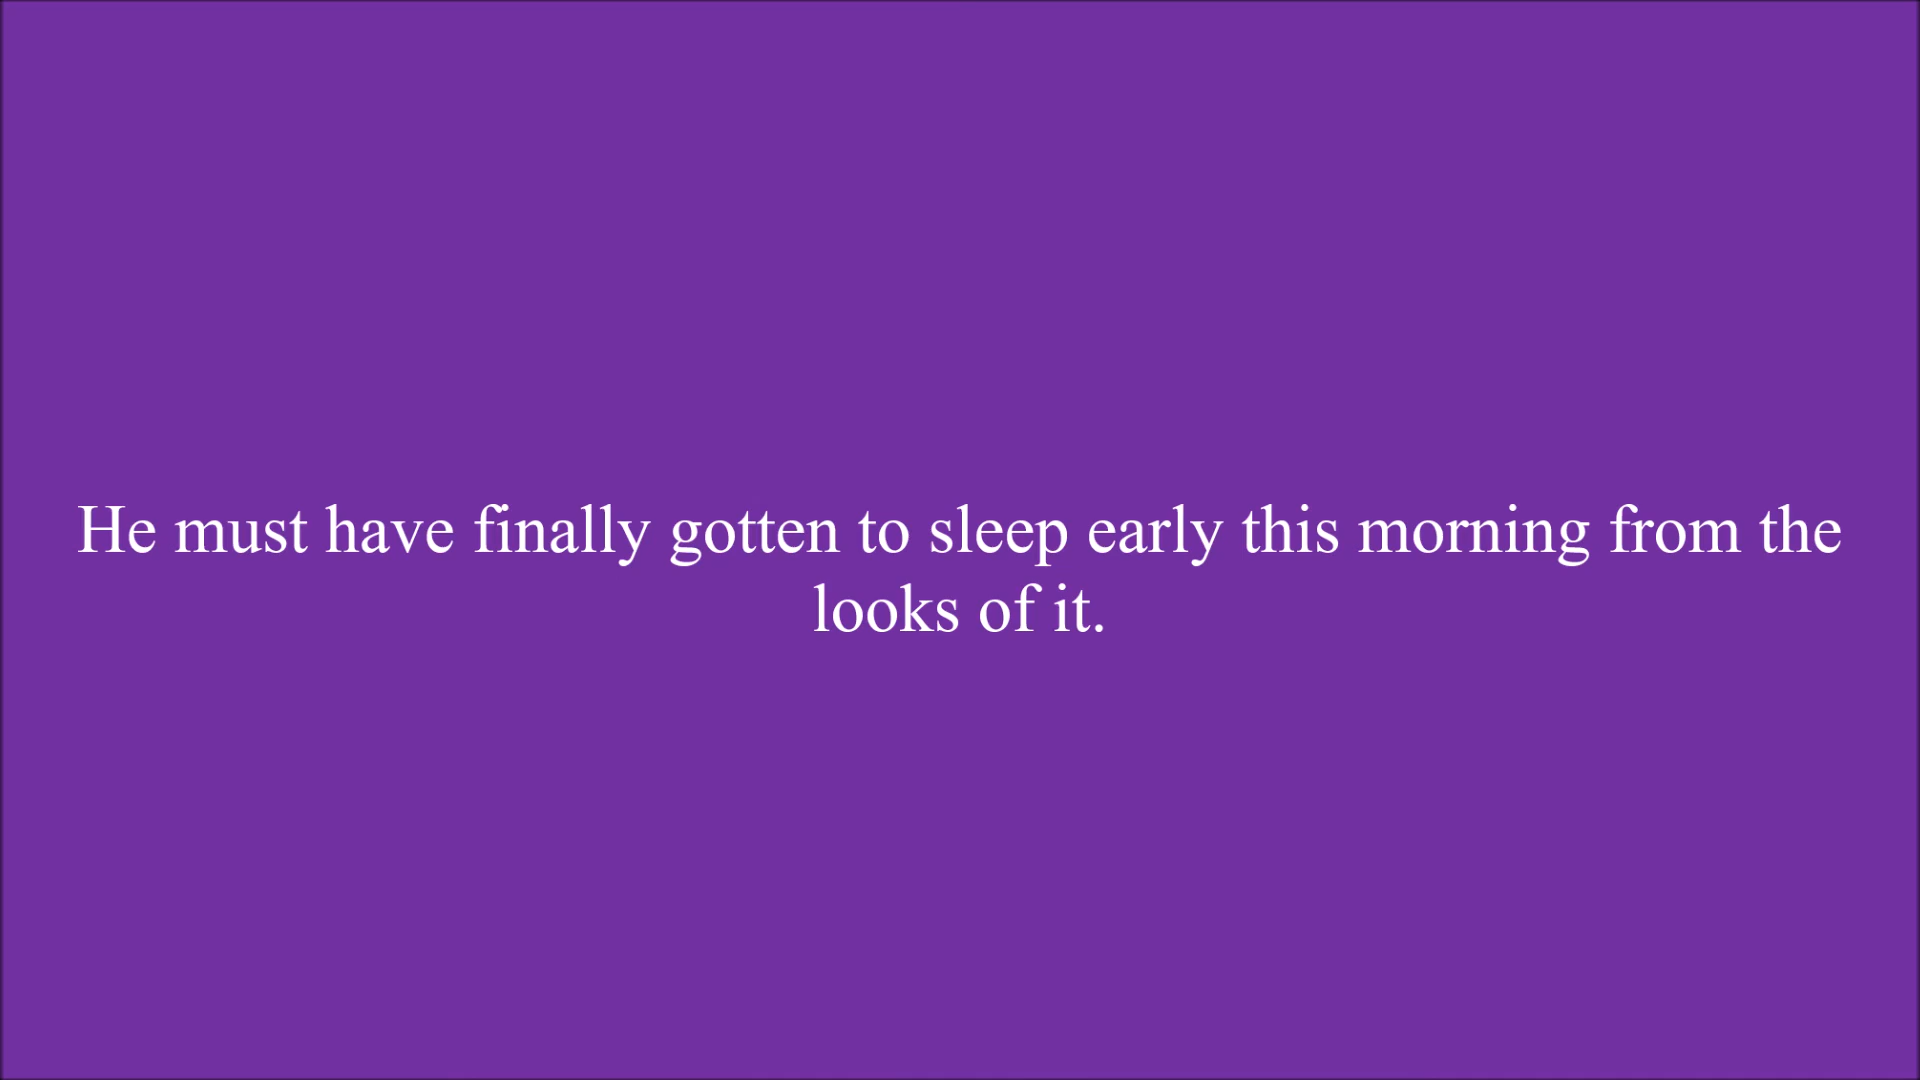 He must have finally gotten to sleep early this morning from the
looks of it.